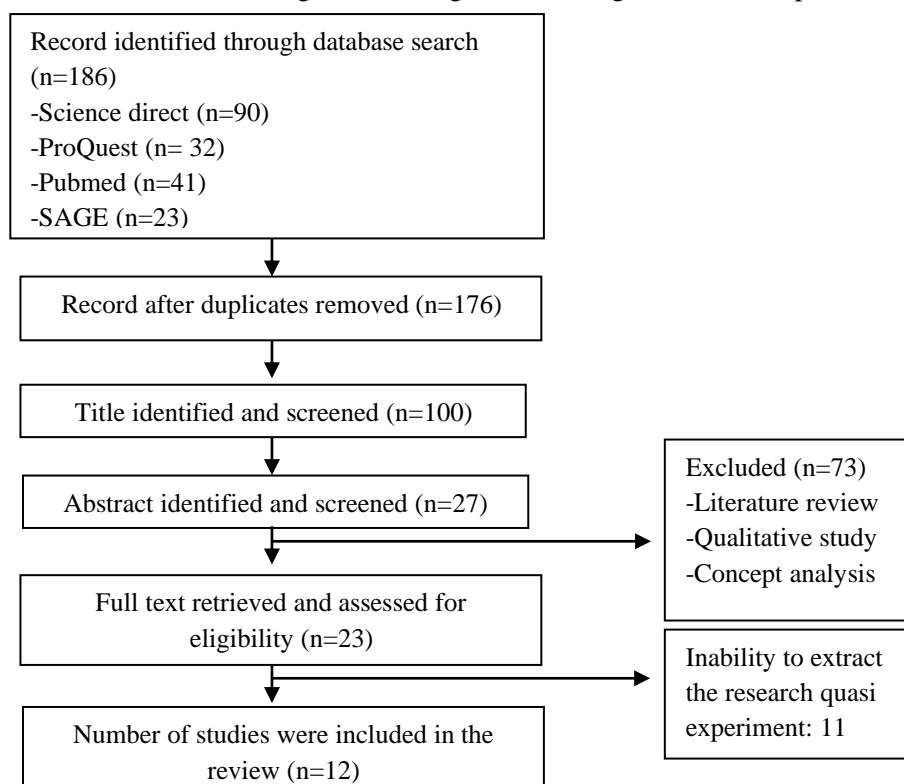 Record identified through database search
(n=186)
-Science direct (n=90)
-ProQuest (n= 32)
-Pubmed (n=41)
-SAGE (n=23)
Record after duplicates removed (n=176)
Title identified and screened (n=100)
Abstract identified and screened (n=27)
Excluded (n=73)
-Literature review
-Qualitative study
-Concept analysis
Full text retrieved and assessed for
eligibility (n=23)
Inability to extract
the research quasi
experiment: 11
Number of studies were included in the
review (n=12)